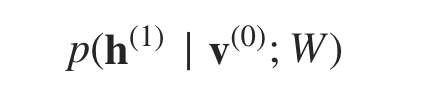 p(h⁽¹⁾ | v⁽⁰⁾; W)